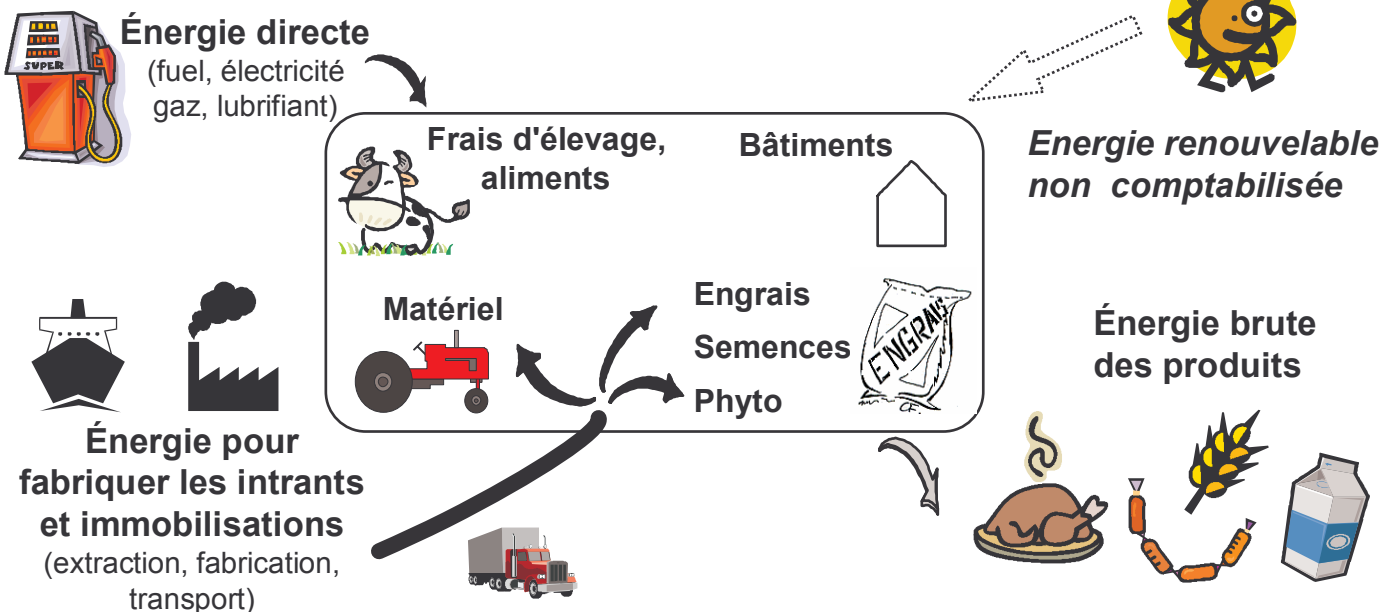 Énergie directe
(fuel, électricité
gaz, lubrifiant)
SUPER
Frais d'élevage,
aliments
Bâtiments
Energie renouvelable
non comptabilisée
Matériel
Engrais
Semences
Phyto
ENGRAIS
CF.
Énergie brute
des produits
Énergie pour
fabriquer les intrants
et immobilisations
(extraction, fabrication,
transport)